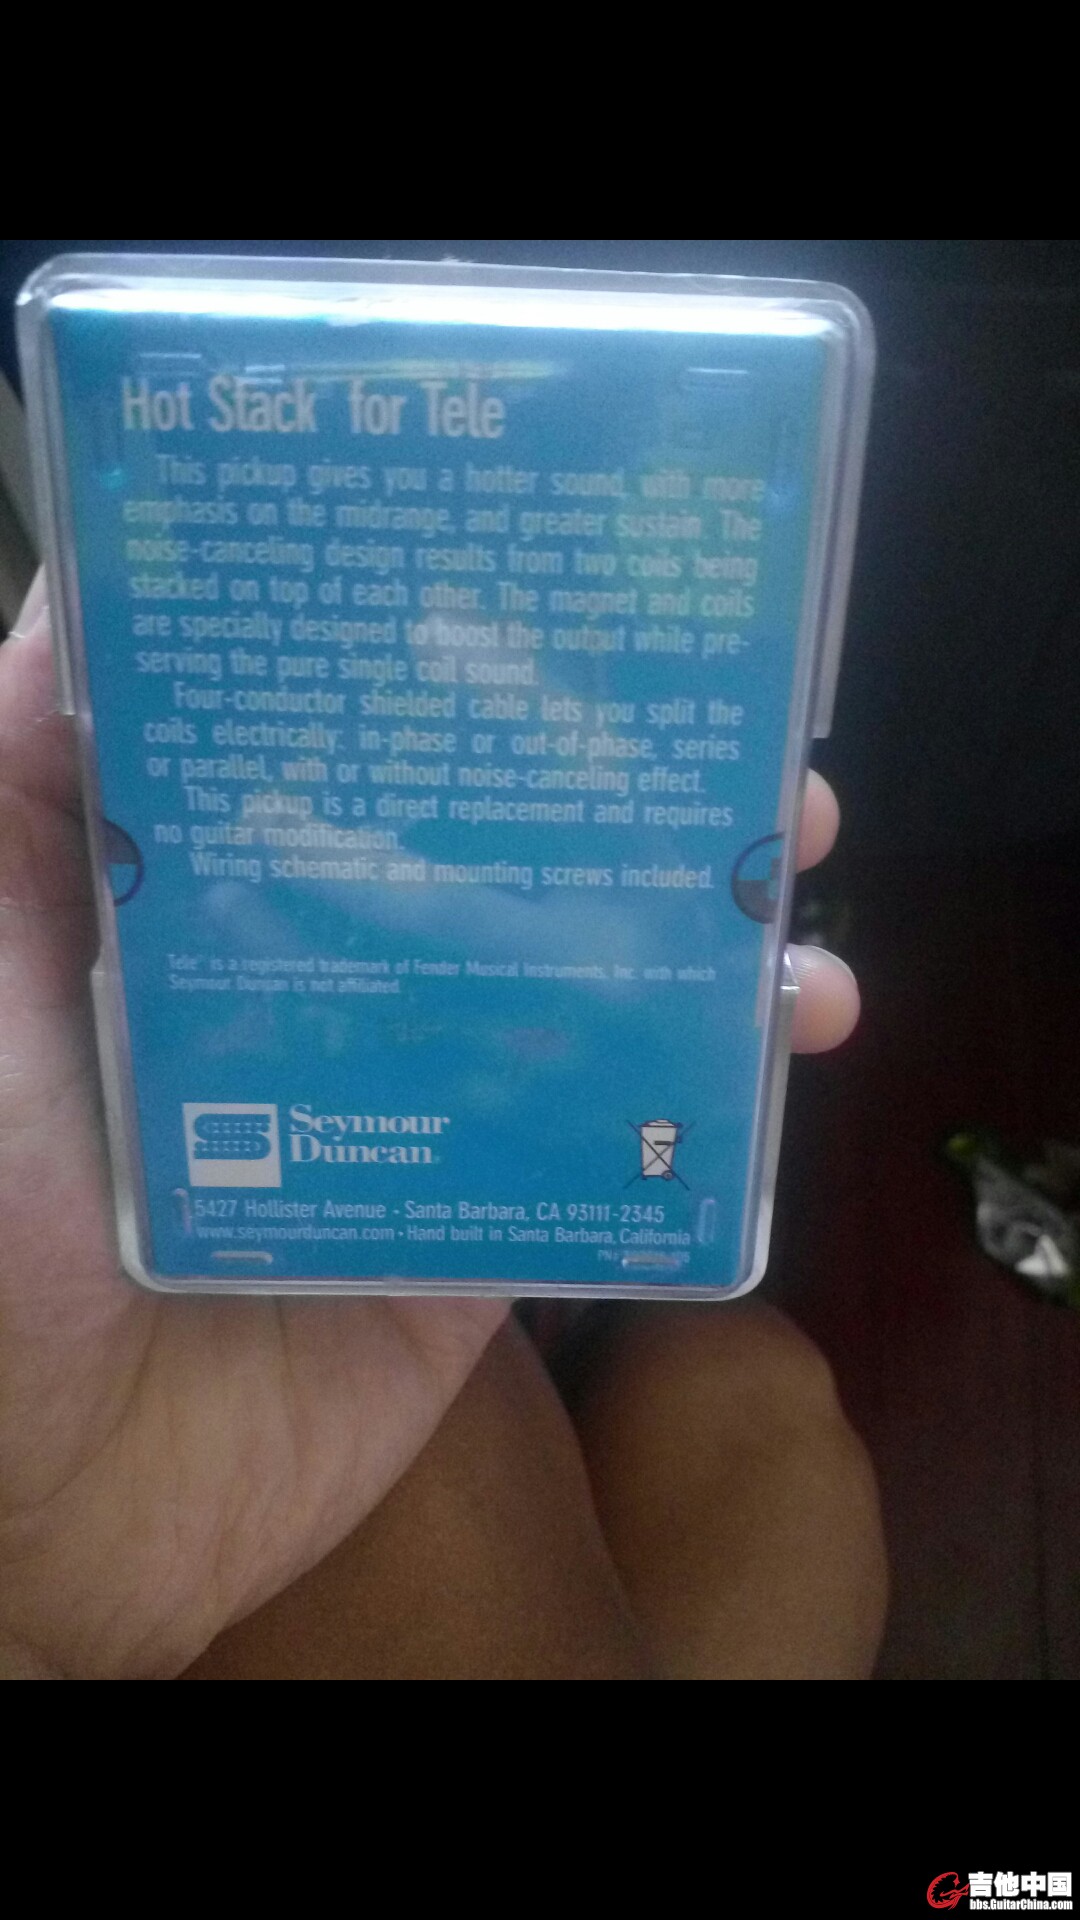 Hot Stack for Tele
This pickup gives you a hotter sound, with more
emphasis on the midrange, and greater sustain. The
noise-canceling design results from two coils being
stacked on top of each other. The magnet and coils
are specially designed to boost the output while pre-
serving the pure single coil sound.
Four-conductor shielded cable lets you split the
coils electrically: in-phase or out-of-phase, series
or parallel, with or without noise-canceling effect.
This pickup is a direct replacement and requires
no guitar modification.
Wiring schematic and mounting screws included.
Tele™ is a registered trademark of Fender Musical Instruments, Inc. with which
Seymour Duncan is not affiliated.
Seymour
Duncan
5427 Hollister Avenue • Santa Barbara, CA 93111-2345
www.seymourduncan.com • Hand built in Santa Barbara, California
PN:
吉他中国
bbs.GuitarChina.com